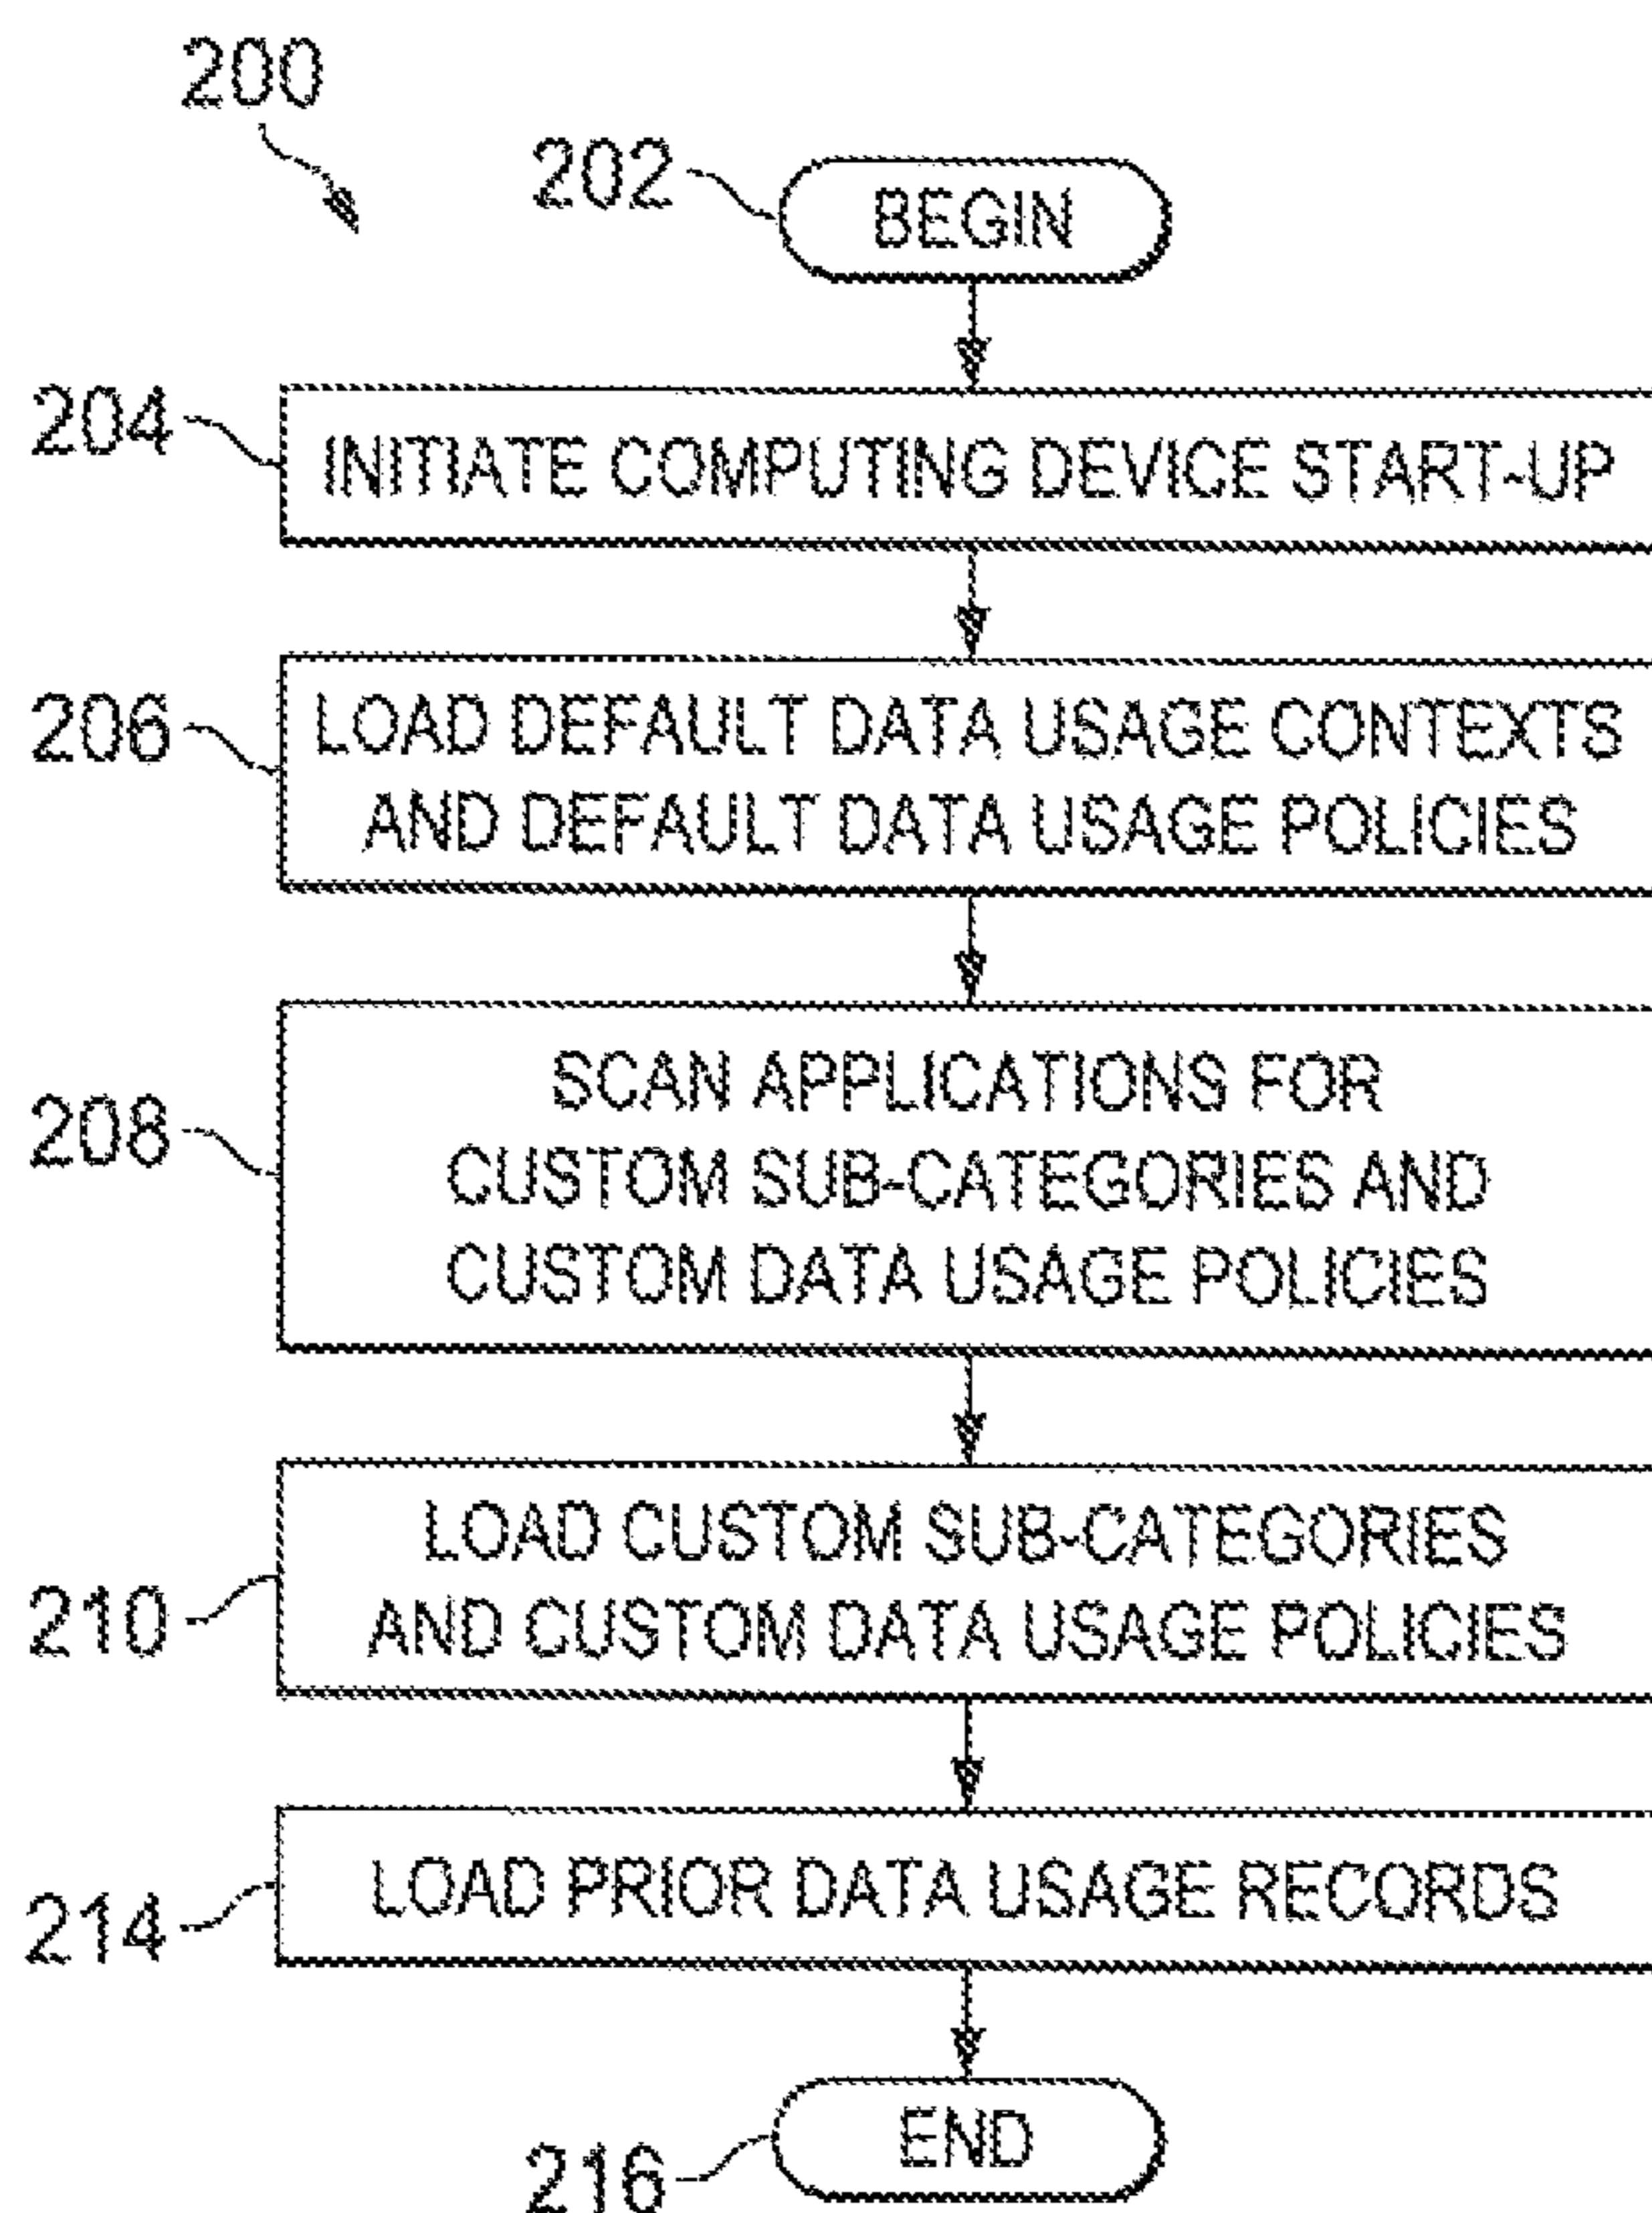 200
202
BEGIN
204
INITIATE COMPUTING DEVICE START-UP
206
LOAD DEFAULT DATA USAGE CONTEXTS
AND DEFAULT DATA USAGE POLICIES
208
SCAN APPLICATIONS FOR
CUSTOM SUB-CATEGORIES AND
CUSTOM DATA USAGE POLICIES
210
LOAD CUSTOM SUB-CATEGORIES
AND CUSTOM DATA USAGE POLICIES
214
LOAD PRIOR DATA USAGE RECORDS
216
END